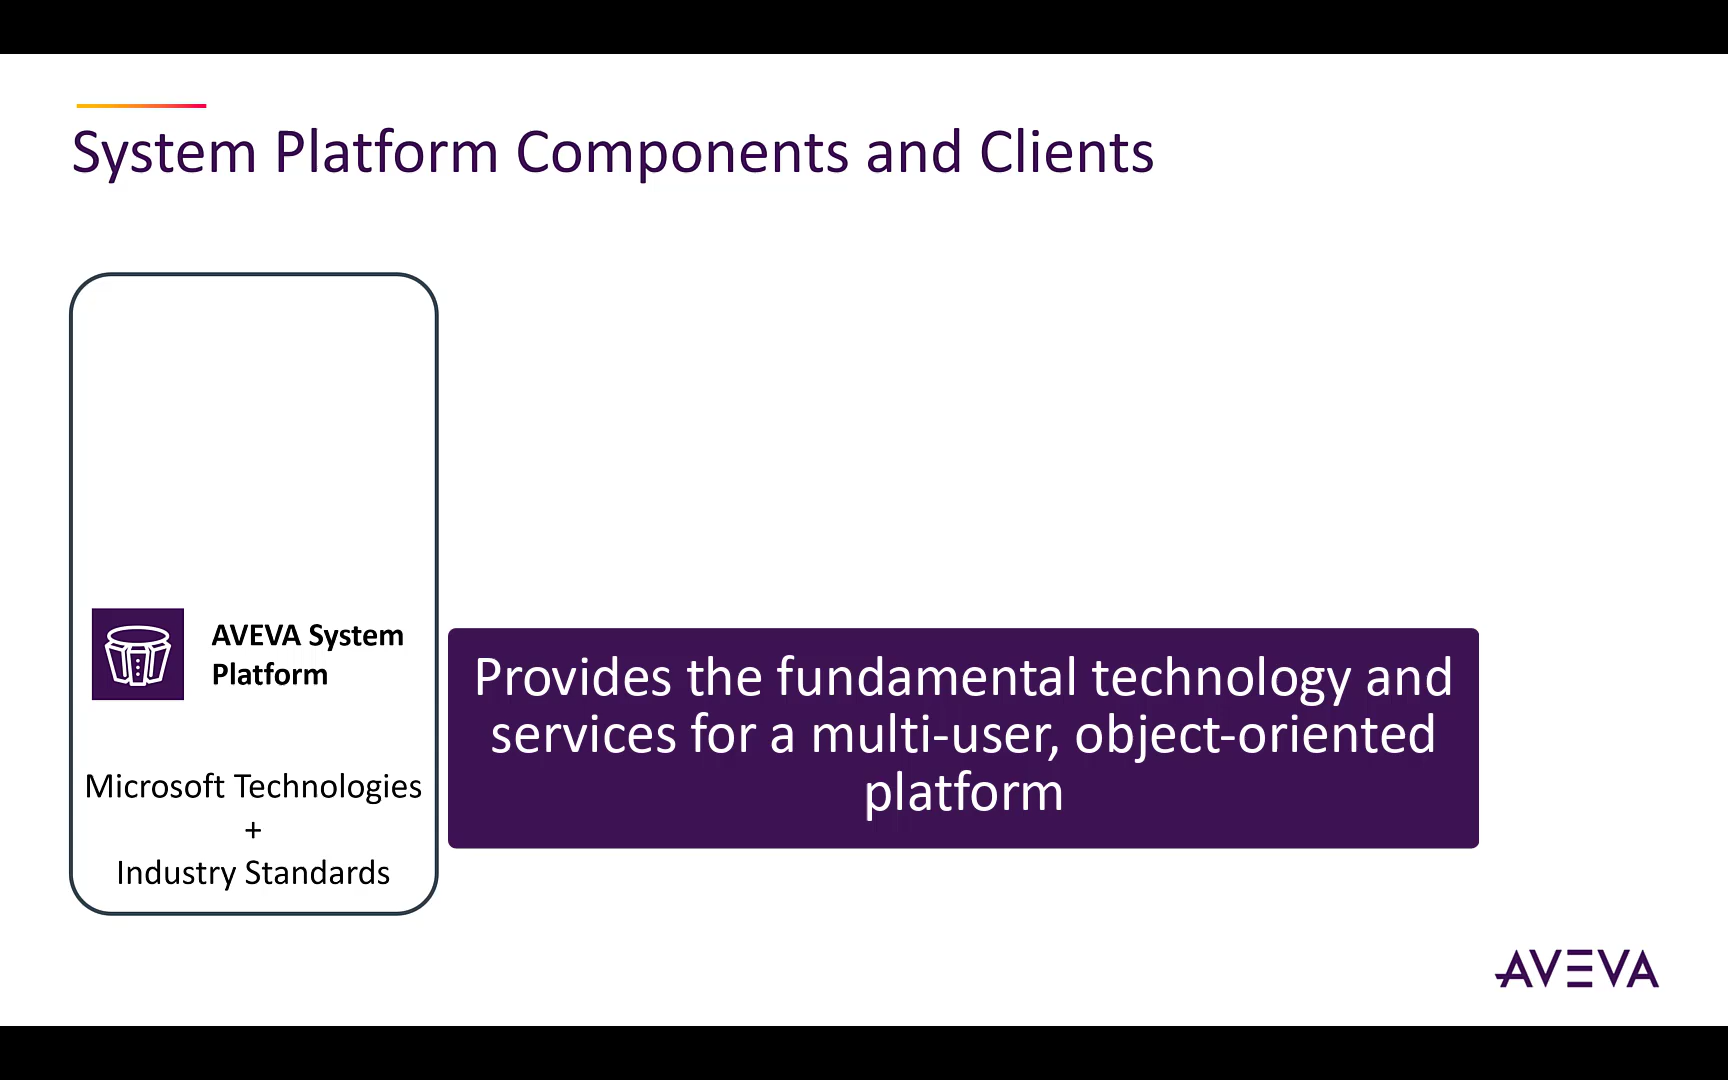 System Platform Components and Clients
AVEVA System
Platform
Microsoft Technologies
+
Industry Standards
Provides the fundamental technology and
services for a multi-user, object-oriented
platform
AVEVA